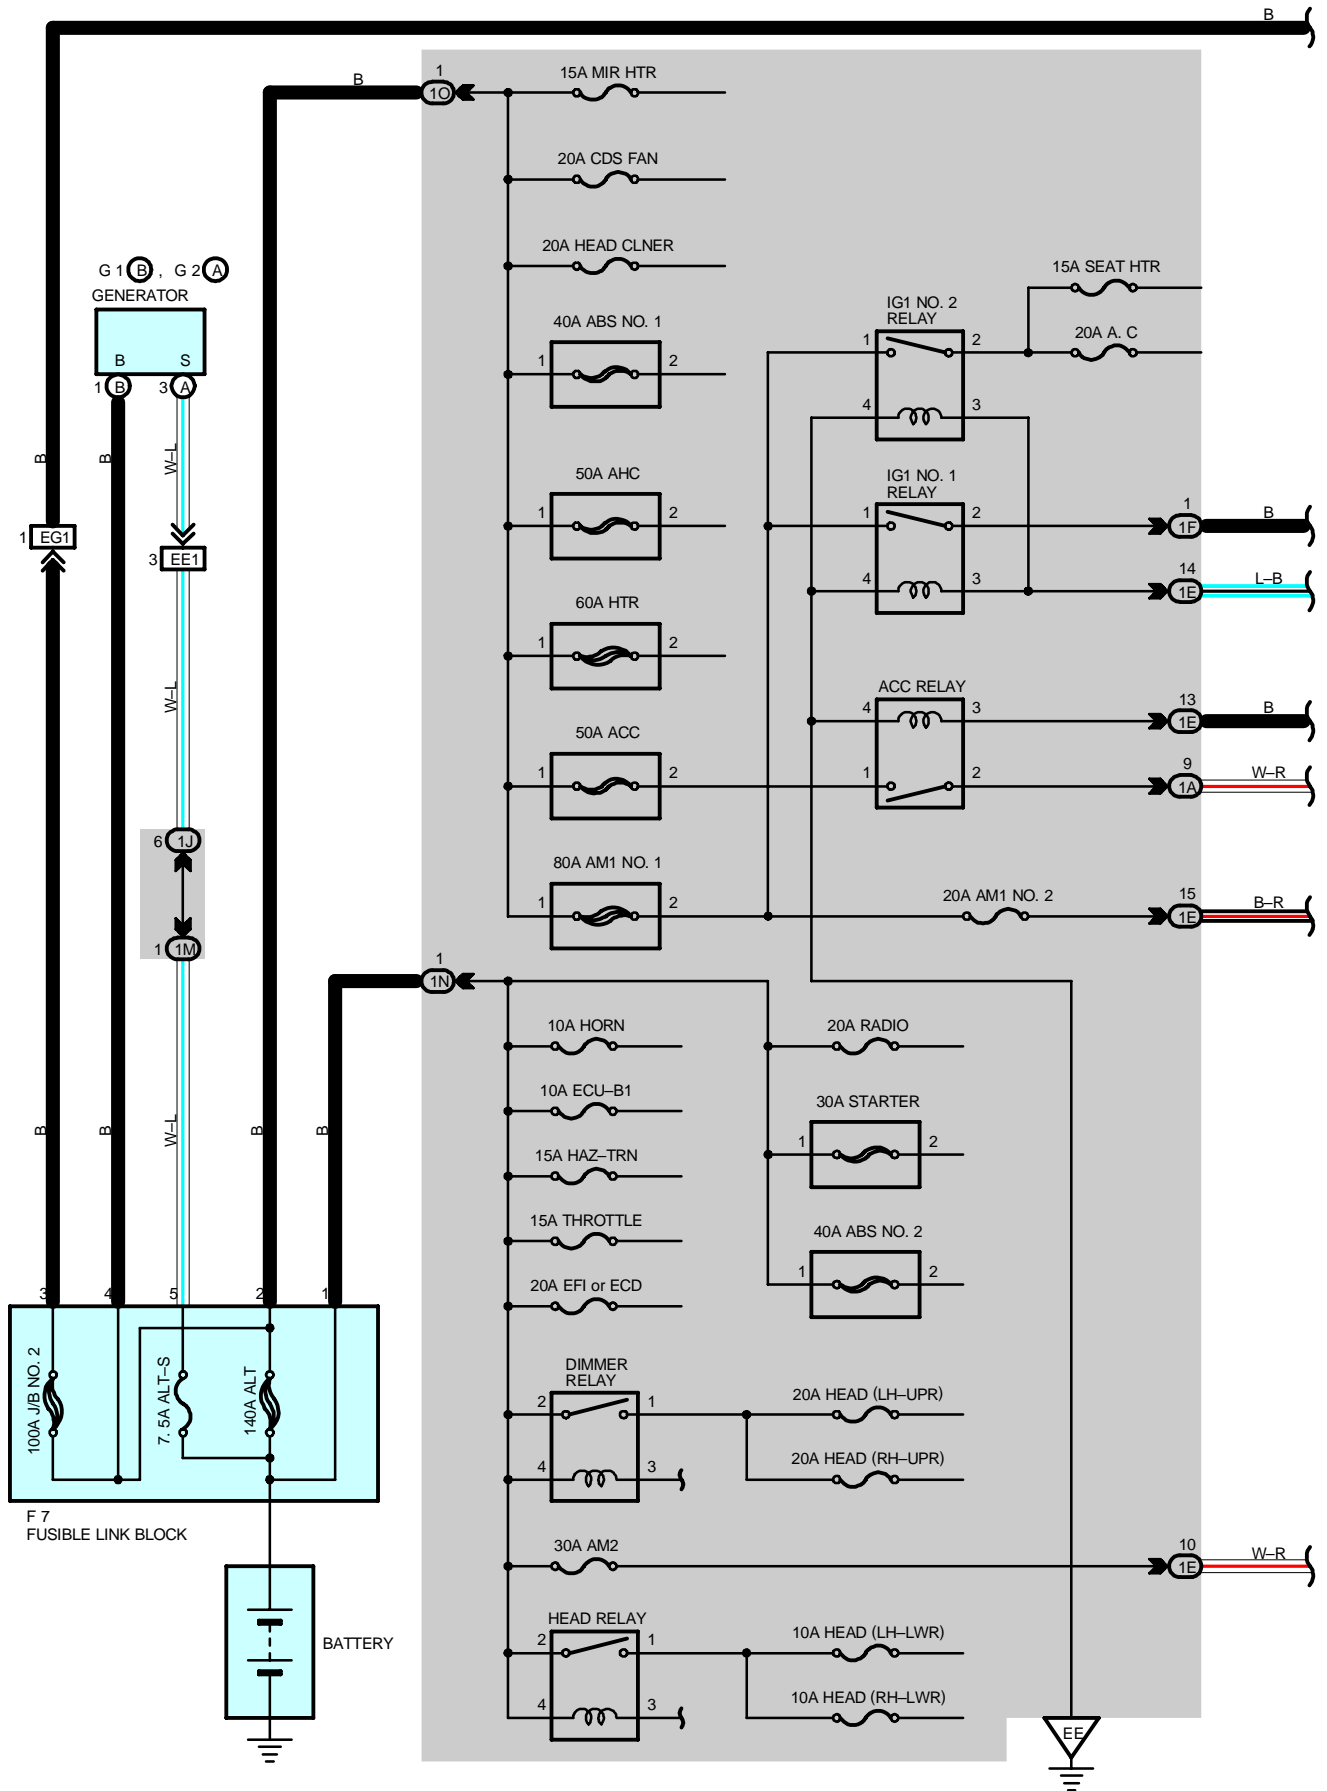 B
B
1
1O
15A MIR HTR
20A CDS FAN
20A HEAD CLNER
G 1 B , G 2 A
GENERATOR
B S
1 B 3 A
15A SEAT HTR
20A A. C
IG1 NO. 2
RELAY
1 2
4 3
40A ABS NO. 1
1 2
B
B
W–L
50A AHC
1 2
IG1 NO. 1
RELAY
1 2
4 3
1
1F
B
14
1E
L–B
1 EG1
3 EE1
60A HTR
1 2
W–L
ACC RELAY
4 3
1 2
13
1E
B
9
1A
W–R
50A ACC
1 2
6 1J
1 1M
80A AM1 NO. 1
1 2
20A AM1 NO. 2
15
1E
B–R
1
1N
10A HORN
20A RADIO
10A ECU–B1
30A STARTER
1 2
B
B
W–L
B
B
15A HAZ–TRN
15A THROTTLE
40A ABS NO. 2
1 2
20A EFI or ECD
3 4 5 2 1
100A J/B NO. 2
7. 5A ALT–S
140A ALT
DIMMER
RELAY
2 1
4 3
20A HEAD (LH–UPR)
20A HEAD (RH–UPR)
F 7
FUSIBLE LINK BLOCK
30A AM2
10
1E
W–R
BATTERY
HEAD RELAY
2 1
4 3
10A HEAD (LH–LWR)
10A HEAD (RH–LWR)
EE